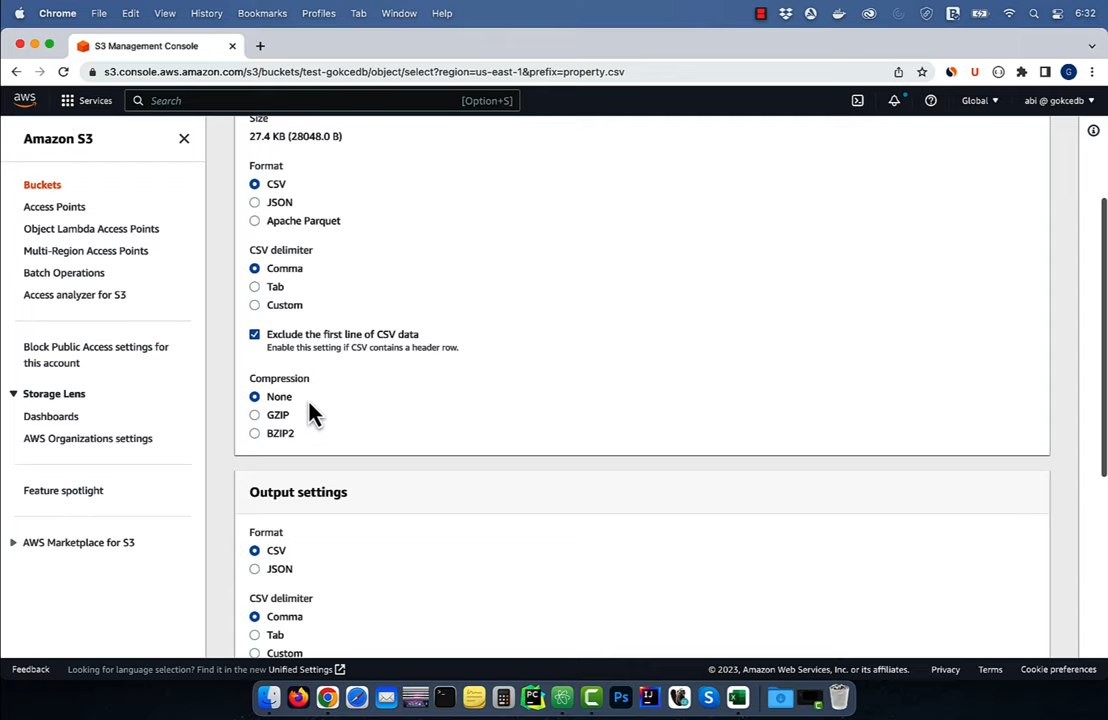 Chrome File Edit View History Bookmarks Profiles Tab Window Help 6:32
S3 Management Console
s3.console.aws.amazon.com/s3/buckets/test-gokcedb/object/select?region=us-east-1&prefix=property.csv
aws Services Search [Option+S] Global abi @ gokcedb
Amazon S3
Buckets
Access Points
Object Lambda Access Points
Multi-Region Access Points
Batch Operations
Access analyzer for S3
Block Public Access settings for
this account
Storage Lens
Dashboards
AWS Organizations settings
Feature spotlight
AWS Marketplace for S3
Size
27.4 KB (28048.0 B)
Format
CSV
JSON
Apache Parquet
CSV delimiter
Comma
Tab
Custom
Exclude the first line of CSV data
Enable this setting if CSV contains a header row.
Compression
None
GZIP
BZIP2
Output settings
Format
CSV
JSON
CSV delimiter
Comma
Tab
Custom
Feedback Looking for language selection? Find it in the new Unified Settings © 2023, Amazon Web Services, Inc. or its affiliates. Privacy Terms Cookie preferences